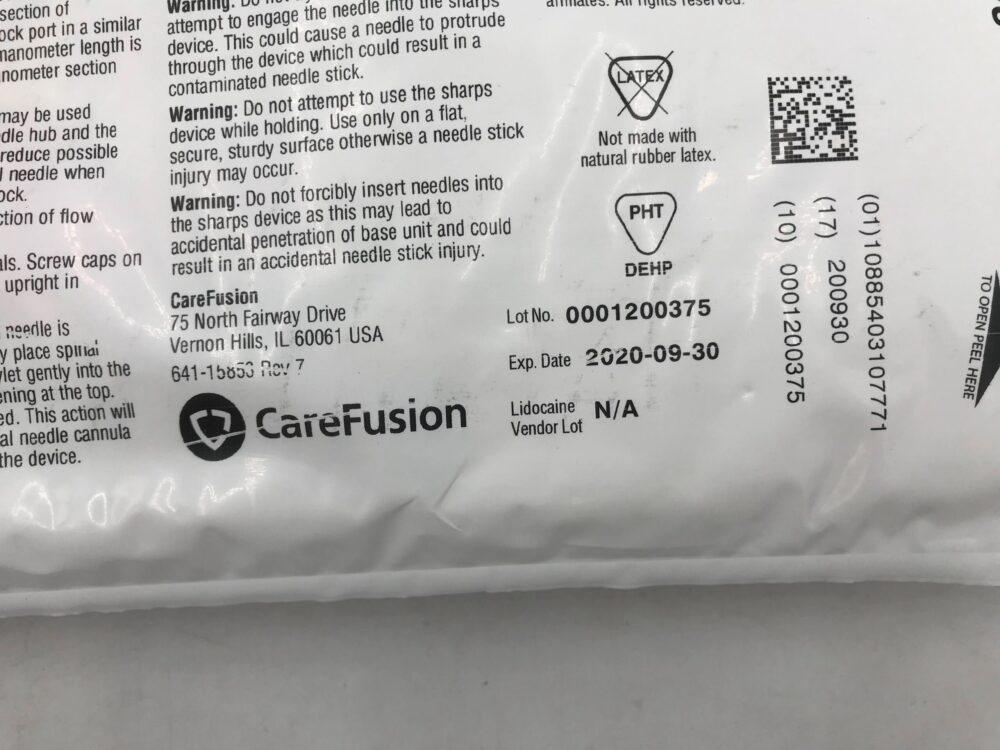 section of
ock port in a similar
manometer length is
nometer section
may be used
dle hub and the
reduce possible
l needle when
ock.
ction of flow
als. Screw caps on
upright in
needle is
y place spinal
ylet gently into the
ening at the top.
ed. This action will
al needle cannula
the device.
Warning: Do
attempt to engage the needle into the sharps
device. This could cause a needle to protrude
through the device which could result in a
contaminated needle stick.
Warning: Do not attempt to use the sharps
device while holding. Use only on a flat,
secure, sturdy surface otherwise a needle stick
injury may occur.
Warning: Do not forcibly insert needles into
the sharps device as this may lead to
accidental penetration of base unit and could
result in an accidental needle stick injury.
CareFusion
75 North Fairway Drive
Vernon Hills, IL 60061 USA
641-15853 Rev 7
CareFusion
affiliates. All rights reserved.
LATEX
Not made with
natural rubber latex.
PHT
DEHP
Lot No. 0001200375
Exp. Date 2020-09-30
Lidocaine N/A
Vendor Lot
(01)10885403107771
(17) 200930
(10) 0001200375
TO OPEN PEEL HERE